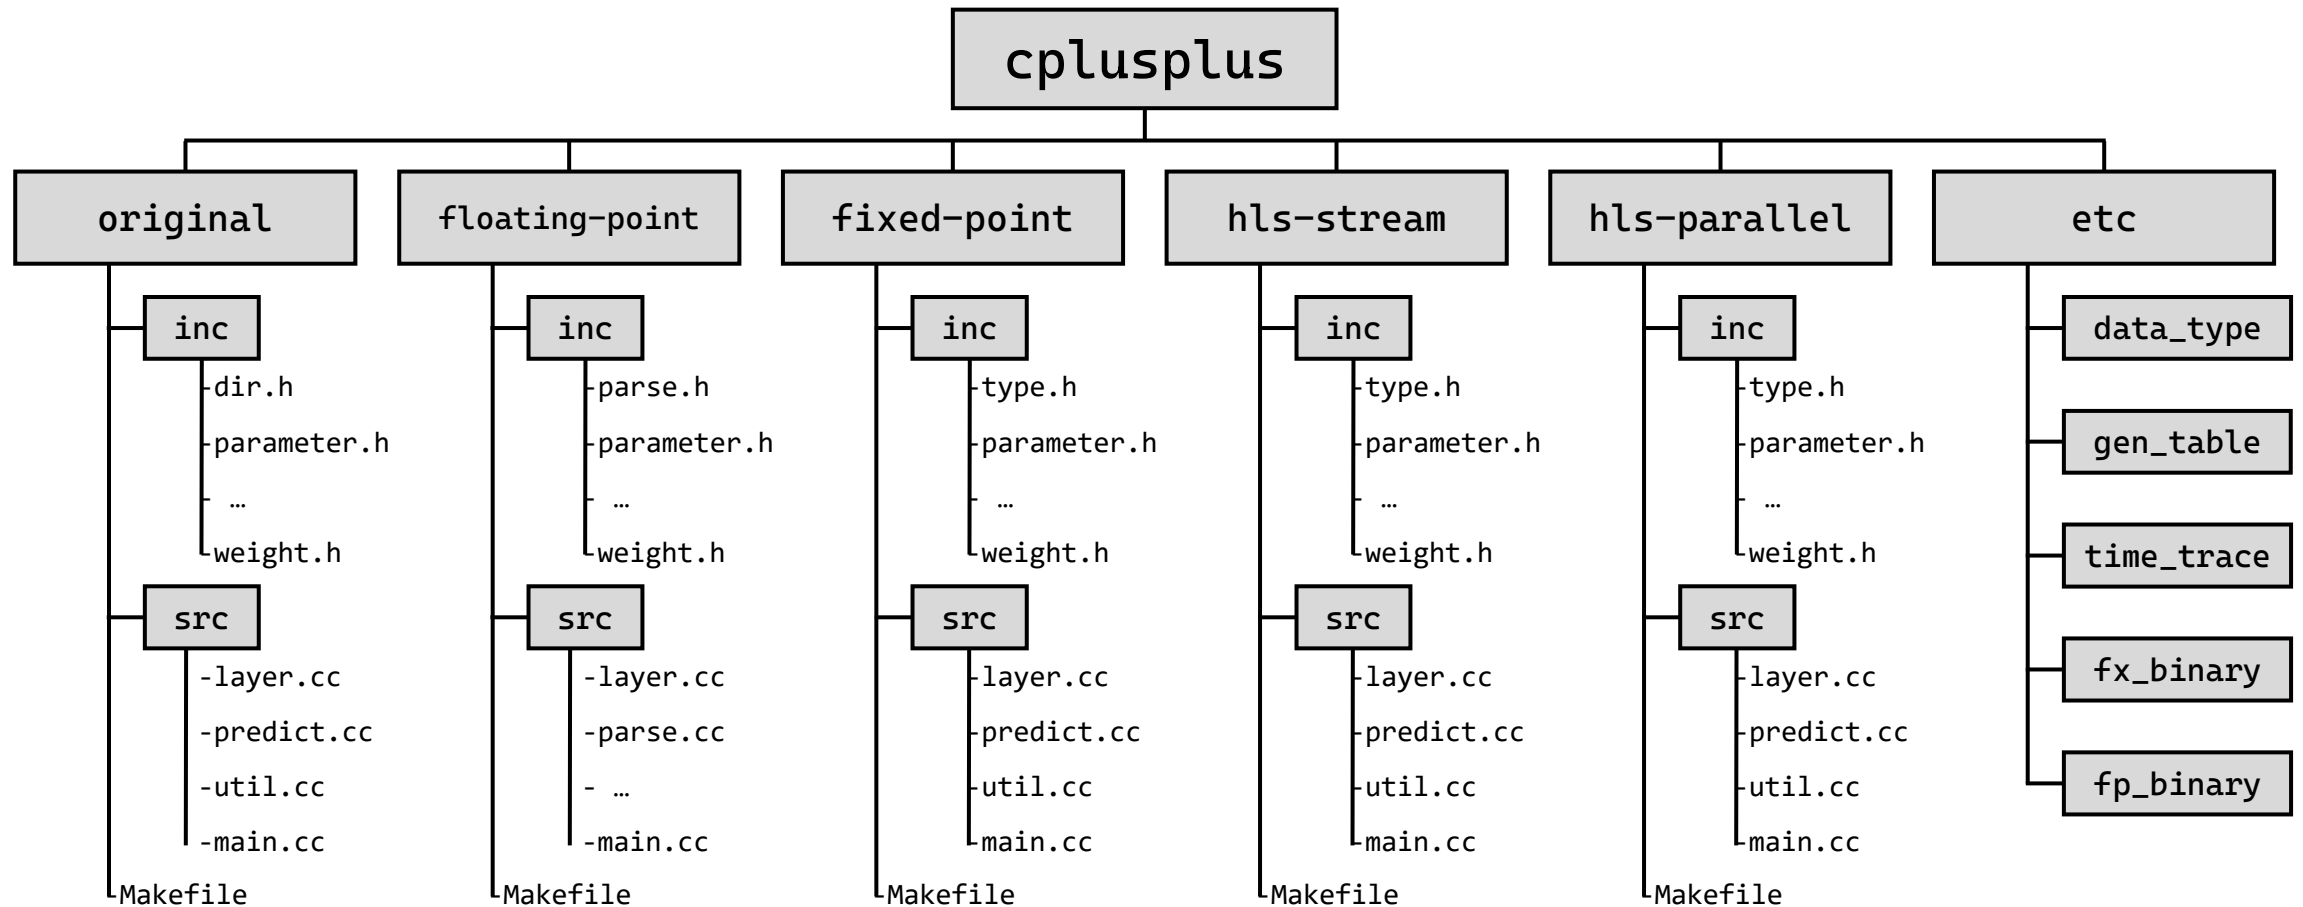 cplusplus
original
floating-point
fixed-point
hls-stream
hls-parallel
etc
inc
-dir.h
-parameter.h
- …
-weight.h
src
-layer.cc
-predict.cc
-util.cc
-main.cc
-Makefile
inc
-parse.h
-parameter.h
- …
-weight.h
src
-layer.cc
-parse.cc
- …
-main.cc
-Makefile
inc
-type.h
-parameter.h
- …
-weight.h
src
-layer.cc
-predict.cc
-util.cc
-main.cc
-Makefile
inc
-type.h
-parameter.h
- …
-weight.h
src
-layer.cc
-predict.cc
-util.cc
-main.cc
-Makefile
inc
-type.h
-parameter.h
- …
-weight.h
src
-layer.cc
-predict.cc
-util.cc
-main.cc
-Makefile
data_type
gen_table
time_trace
fx_binary
fp_binary